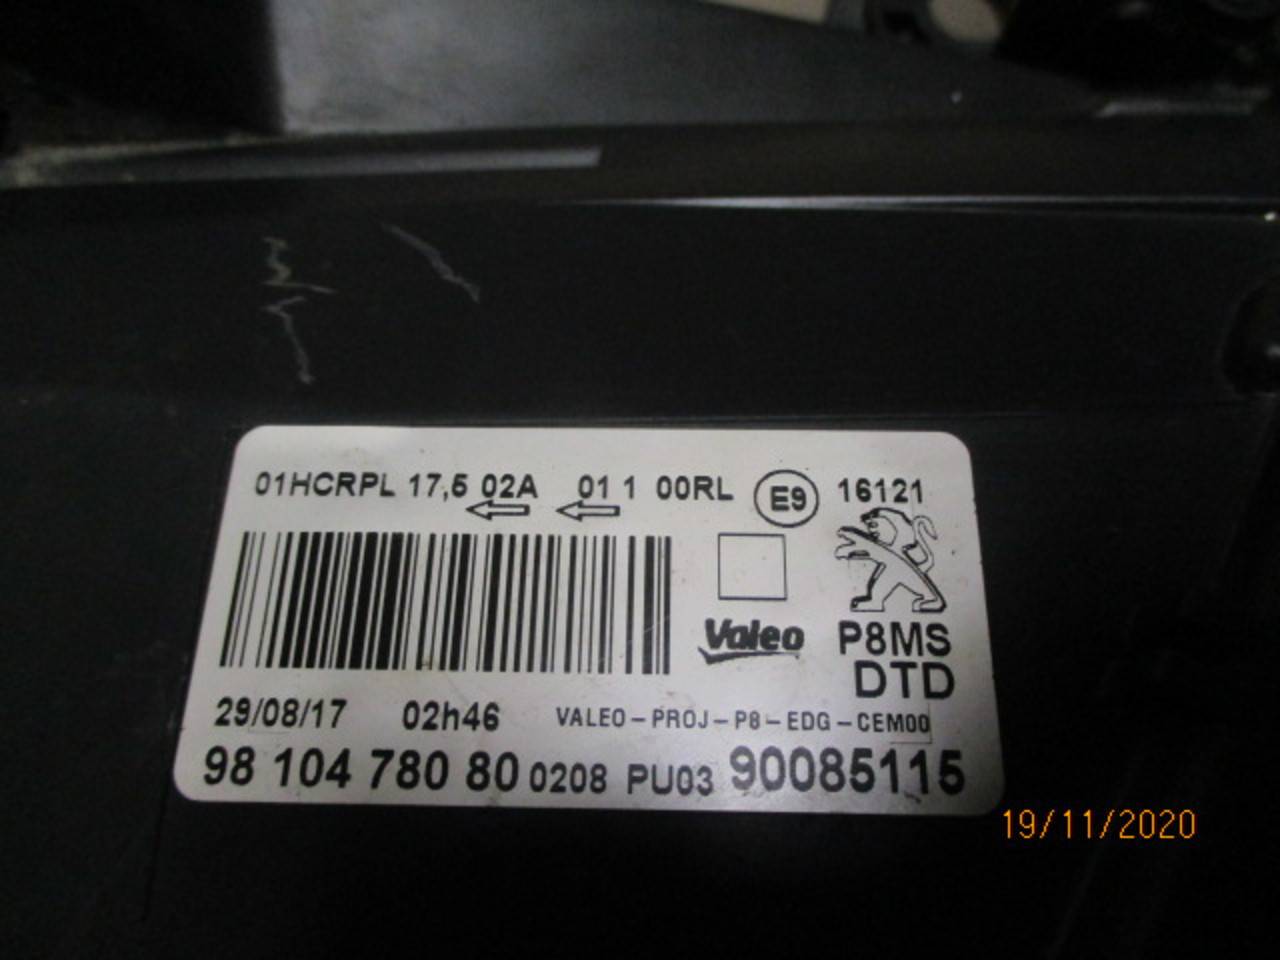 01HCRPL 17,5 02A 01 1 00RL E9 16121
Valeo
P8MS
DTD
29/08/17 02h46 VALEO-PROJ-P8-EDG-CEM00
98 104 780 80 0208 PU03 90085115
19/11/2020